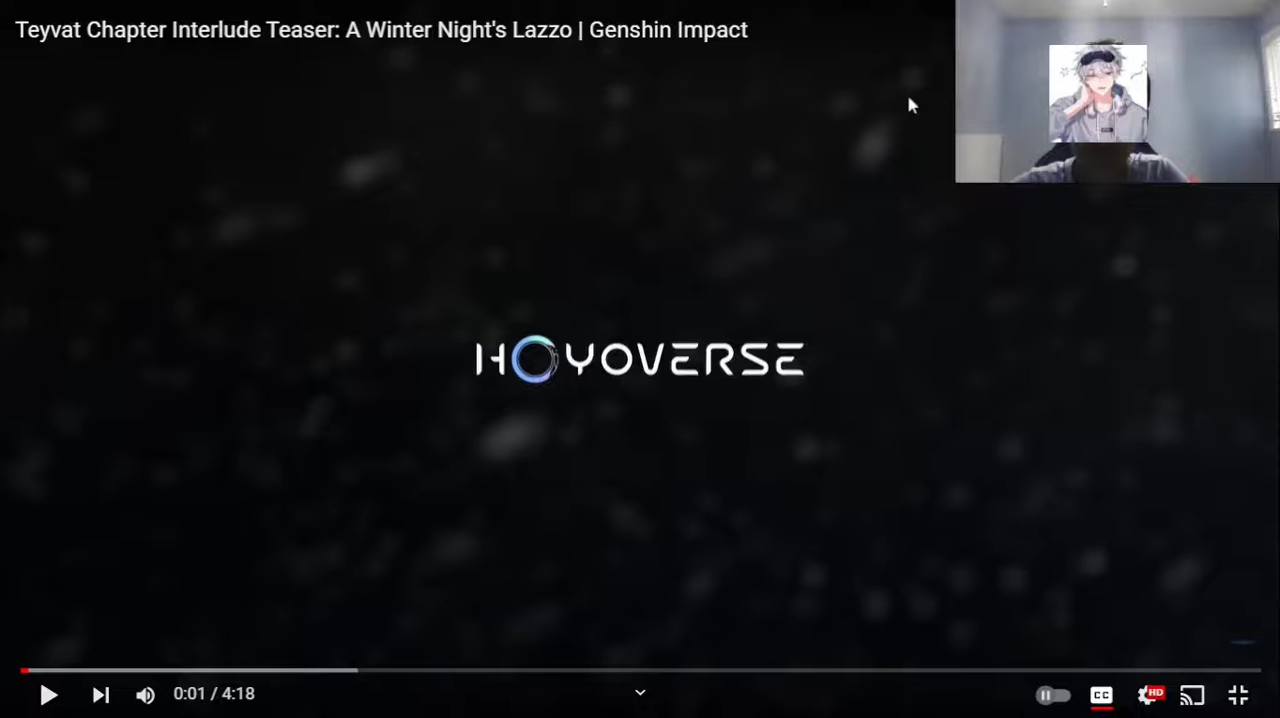 Teyvat Chapter Interlude Teaser: A Winter Night's Lazzo | Genshin Impact
HOYOVERSE
0:01 / 4:18
CC
HD